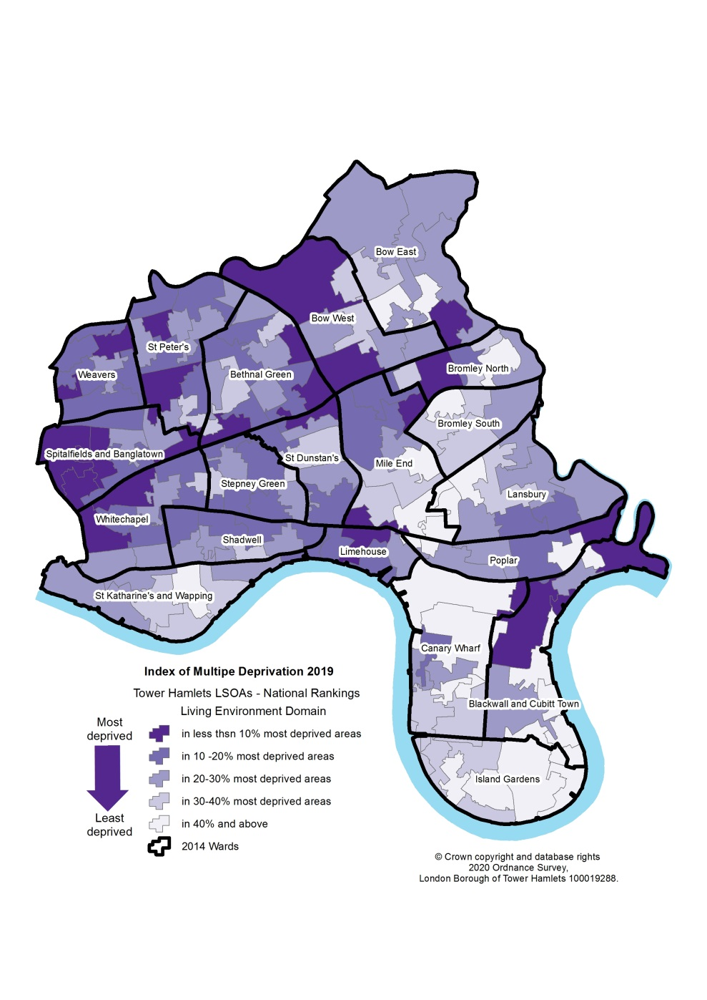 Bow East
Bow West
St Peter's
Weavers
Bethnal Green
Bromley North
Bromley South
Spitalfields and Banglatown
St Dunstan's
Mile End
Stepney Green
Lansbury
Whitechapel
Shadwell
Limehouse
Poplar
St Katharine's and Wapping
Canary Wharf
Blackwall and Cubitt Town
Island Gardens
Index of Multipe Deprivation 2019
Tower Hamlets LSOAs - National Rankings
Living Environment Domain
Most
deprived
Least
deprived
in less thsn 10% most deprived areas
in 10 -20% most deprived areas
in 20-30% most deprived areas
in 30-40% most deprived areas
in 40% and above
2014 Wards
© Crown copyright and database rights
2020 Ordnance Survey,
London Borough of Tower Hamlets 100019288.